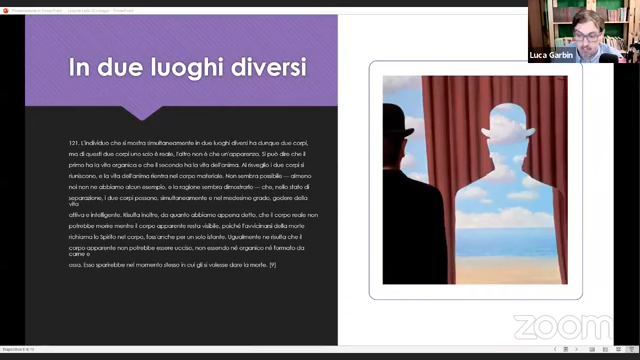 Luca Garbin
In due luoghi diversi
121. L'individuo che si mostra simultaneamente in due luoghi diversi ha dunque due corpi,
ma di questi due corpi uno solo è reale, l'altro non è che un'apparenza. Si può dire che il
primo ha la vita organica e che il secondo ha la vita dell'anima. Al risveglio i due corpi si
riuniscono, e la vita dell'anima rientra nel corpo materiale. Non sembra possibile — almeno
noi non ne abbiamo alcun esempio, e la ragione sembra dimostrarlo — che, nello stato di
separazione, i due corpi possano, simultaneamente e nel medesimo grado, godere della
vita
attiva e intelligente. Risulta inoltre, da quanto abbiamo appena detto, che il corpo reale non
potrebbe morire mentre il corpo apparente resta visibile, poiché l'avvicinarsi della morte
richiama lo Spirito nel corpo, foss'anche per un solo istante. Ugualmente ne risulta che il
corpo apparente non potrebbe essere ucciso, non essendo né organico né formato da
carne e
ossa. Esso sparirebbe nel momento stesso in cui gli si volesse dare la morte. [9]
zoom